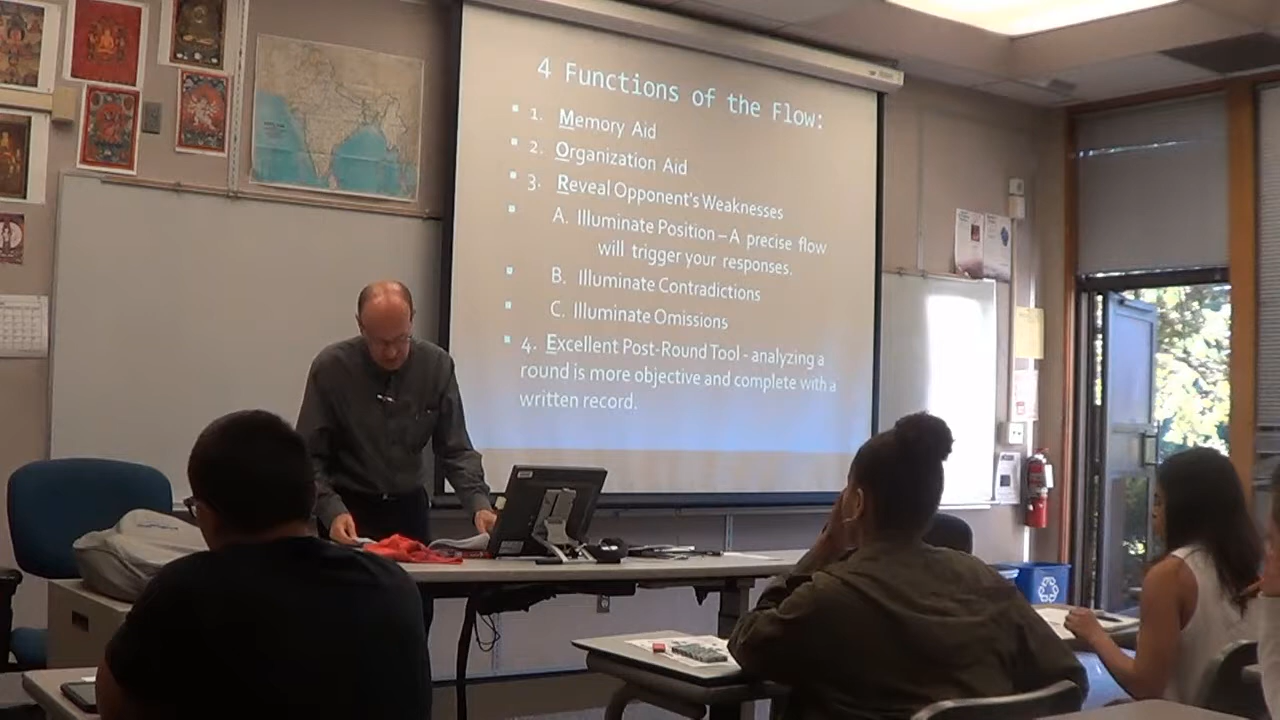 4 Functions of the Flow:
1. Memory Aid
2. Organization Aid
3. Reveal Opponent's Weaknesses
A. Illuminate Position – A precise flow
will trigger your responses.
B. Illuminate Contradictions
C. Illuminate Omissions
4. Excellent Post-Round Tool - analyzing a
round is more objective and complete with a
written record.